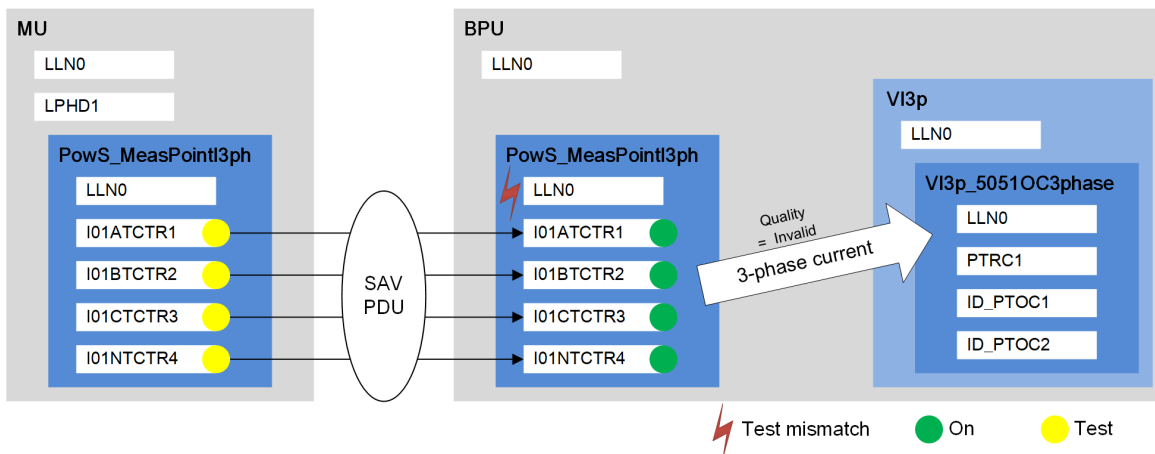 MU
LLN0
LPHD1
PowS_MeasPointI3ph
LLN0
I01ATCTR1
I01BTCTR2
I01CTCTR3
I01NTCTR4
SAV
PDU
BPU
LLN0
PowS_MeasPointI3ph
LLN0
I01ATCTR1
I01BTCTR2
I01CTCTR3
I01NTCTR4
Quality
= Invalid
3-phase current
VI3p
LLN0
VI3p_5051OC3phase
LLN0
PTRC1
ID_PTOC1
ID_PTOC2
Test mismatch
On
Test